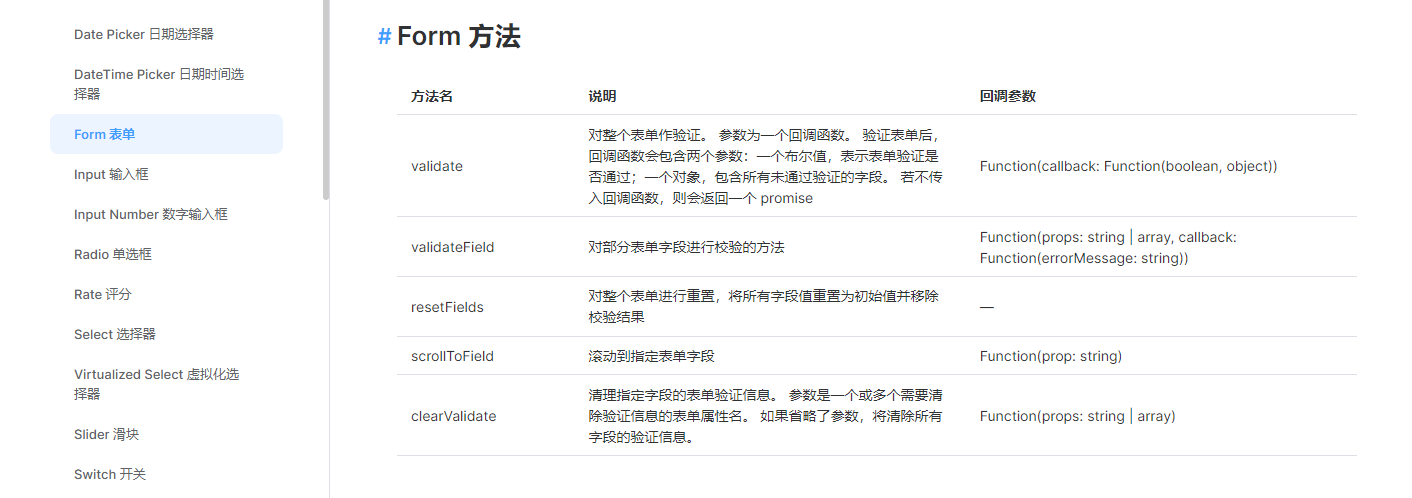 Date Picker 日期选择器
DateTime Picker 日期时间选
择器
Form 表单
Input 输入框
Input Number 数字输入框
Radio 单选框
Rate 评分
Select 选择器
Virtualized Select 虚拟化选
择器
Slider 滑块
Switch 开关
# Form 方法
方法名 说明 回调参数
validate
对整个表单作验证。 参数为一个回调函数。 验证表单后，
回调函数会包含两个参数：一个布尔值，表示表单验证是
否通过；一个对象，包含所有未通过验证的字段。 若不传
入回调函数，则会返回一个 promise
Function(callback: Function(boolean, object))
validateField
对部分表单字段进行校验的方法
Function(props: string | array, callback:
Function(errorMessage: string))
resetFields
对整个表单进行重置，将所有字段值重置为初始值并移除
校验结果
—
scrollToField
滚动到指定表单字段
Function(prop: string)
clearValidate
清理指定字段的表单验证信息。 参数是一个或多个需要清
除验证信息的表单属性名。 如果省略了参数，将清除所有
字段的验证信息。
Function(props: string | array)